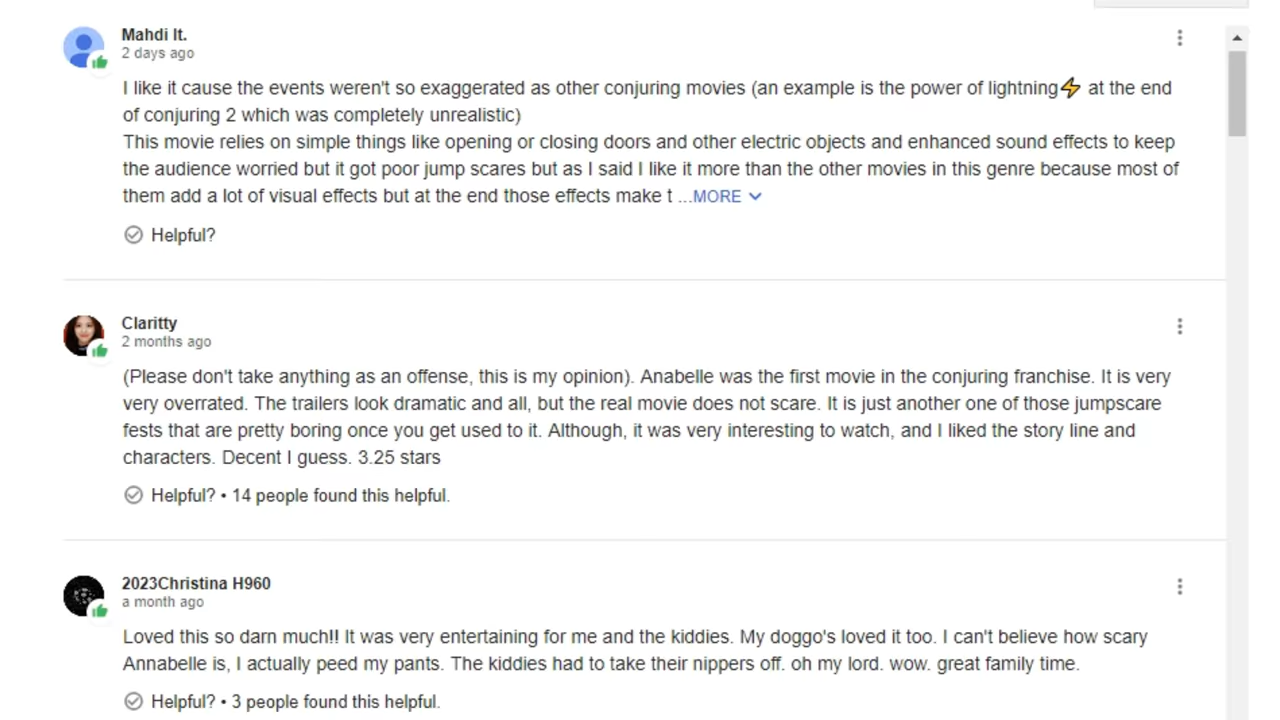 Mahdi It.
2 days ago
I like it cause the events weren't so exaggerated as other conjuring movies (an example is the power of lightning⚡ at the end
of conjuring 2 which was completely unrealistic)
This movie relies on simple things like opening or closing doors and other electric objects and enhanced sound effects to keep
the audience worried but it got poor jump scares but as I said I like it more than the other movies in this genre because most of
them add a lot of visual effects but at the end those effects make t ...MORE
Helpful?
Claritty
2 months ago
(Please don't take anything as an offense, this is my opinion). Anabelle was the first movie in the conjuring franchise. It is very
very overrated. The trailers look dramatic and all, but the real movie does not scare. It is just another one of those jumpscare
fests that are pretty boring once you get used to it. Although, it was very interesting to watch, and I liked the story line and
characters. Decent I guess. 3.25 stars
Helpful? • 14 people found this helpful.
2023Christina H960
a month ago
Loved this so darn much!! It was very entertaining for me and the kiddies. My doggo's loved it too. I can't believe how scary
Annabelle is, I actually peed my pants. The kiddies had to take their nippers off. oh my lord. wow. great family time.
Helpful? • 3 people found this helpful.